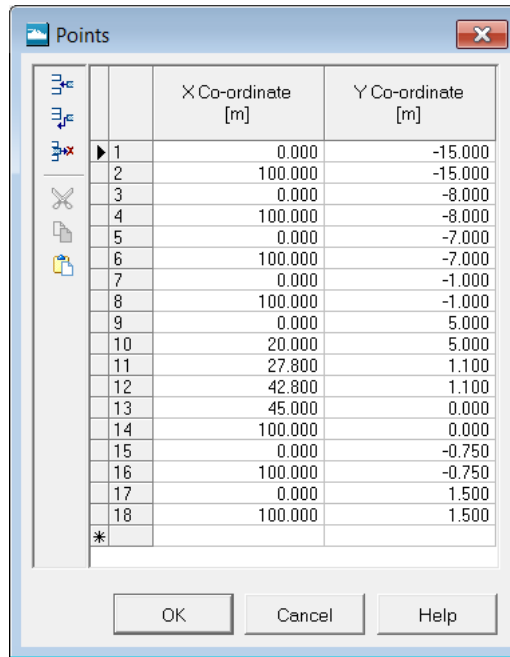 Points
X Co-ordinate Y Co-ordinate
[m] [m]
1 0.000 -15.000
2 100.000 -15.000
3 0.000 -8.000
4 100.000 -8.000
5 0.000 -7.000
6 100.000 -7.000
7 0.000 -1.000
8 100.000 -1.000
9 0.000 5.000
10 20.000 5.000
11 27.800 1.100
12 42.800 1.100
13 45.000 0.000
14 100.000 0.000
15 0.000 -0.750
16 100.000 -0.750
17 0.000 1.500
18 100.000 1.500
*
OK Cancel Help